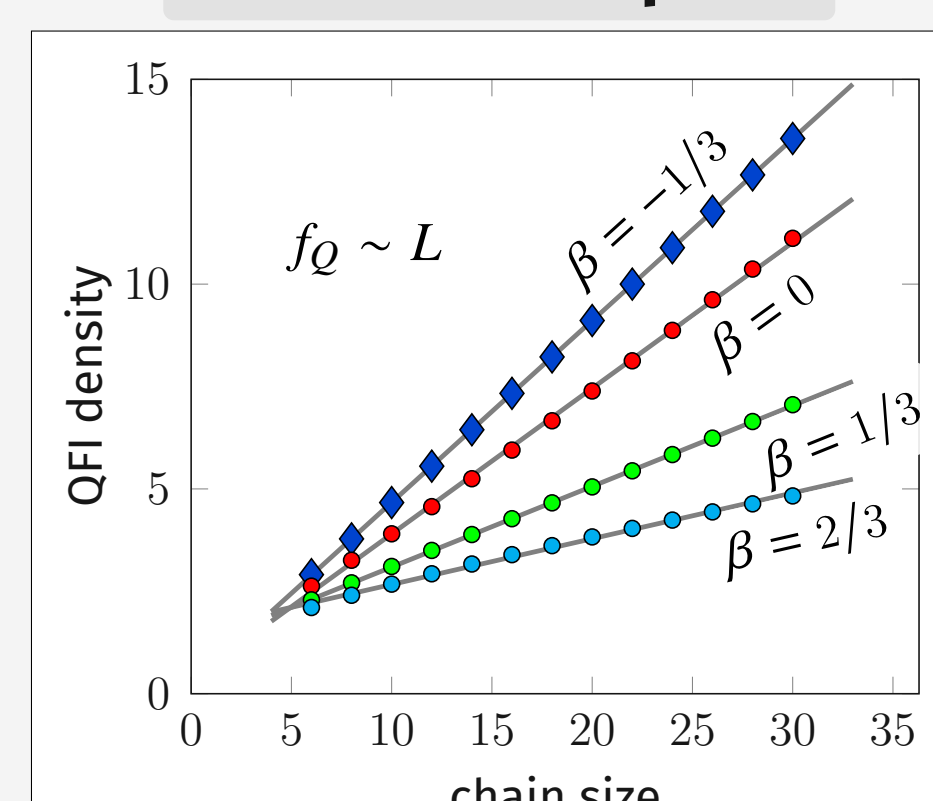 15
β = −1/3
f_Q ~ L
10
β = 0
QFI density
β = 1/3
5
β = 2/3
0
0 5 10 15 20 25 30 35
chain size